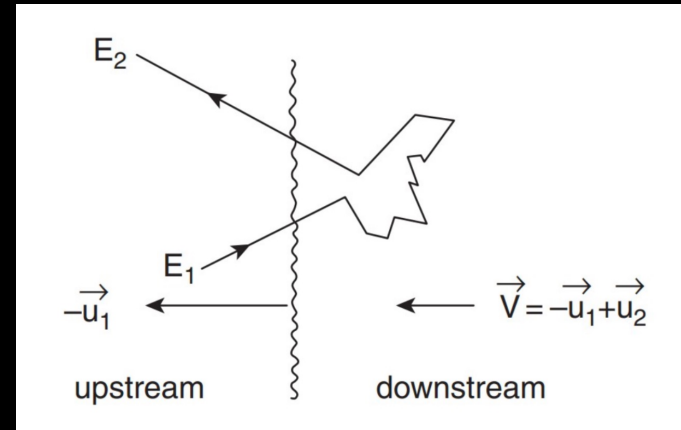 E₂
E₁
−u₁⃗
V⃗ = −u₁⃗+u₂⃗
upstream
downstream